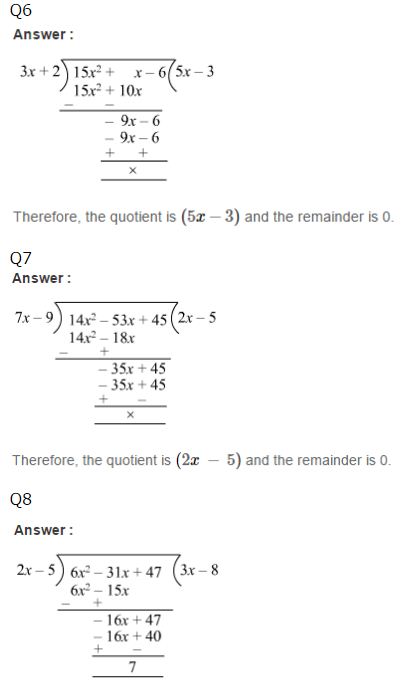 Q6
Answer :
3x + 2) 15x² + x – 6 (5x – 3
15x² + 10x
– –
– 9x – 6
– 9x – 6
+ +
×
Therefore, the quotient is (5x – 3) and the remainder is 0.
Q7
Answer :
7x – 9) 14x² – 53x + 45 (2x – 5
14x² – 18x
– +
– 35x + 45
– 35x + 45
+ –
×
Therefore, the quotient is (2x – 5) and the remainder is 0.
Q8
Answer :
2x – 5) 6x² – 31x + 47 (3x – 8
6x² – 15x
– +
– 16x + 47
– 16x + 40
+ –
7